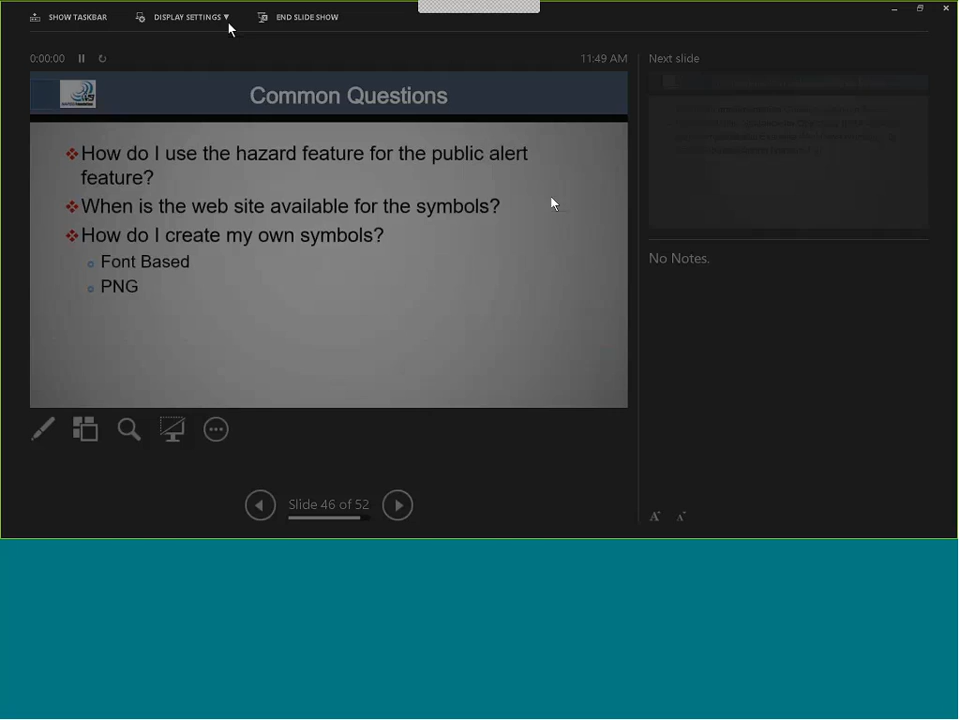 SHOW TASKBAR
DISPLAY SETTINGS ▼
END SLIDE SHOW
0:00:00
11:49 AM
Next slide
Common Questions
How do I use the hazard feature for the public alert
feature?
When is the web site available for the symbols?
How do I create my own symbols?
Font Based
PNG
No Notes.
Slide 46 of 52
A
A